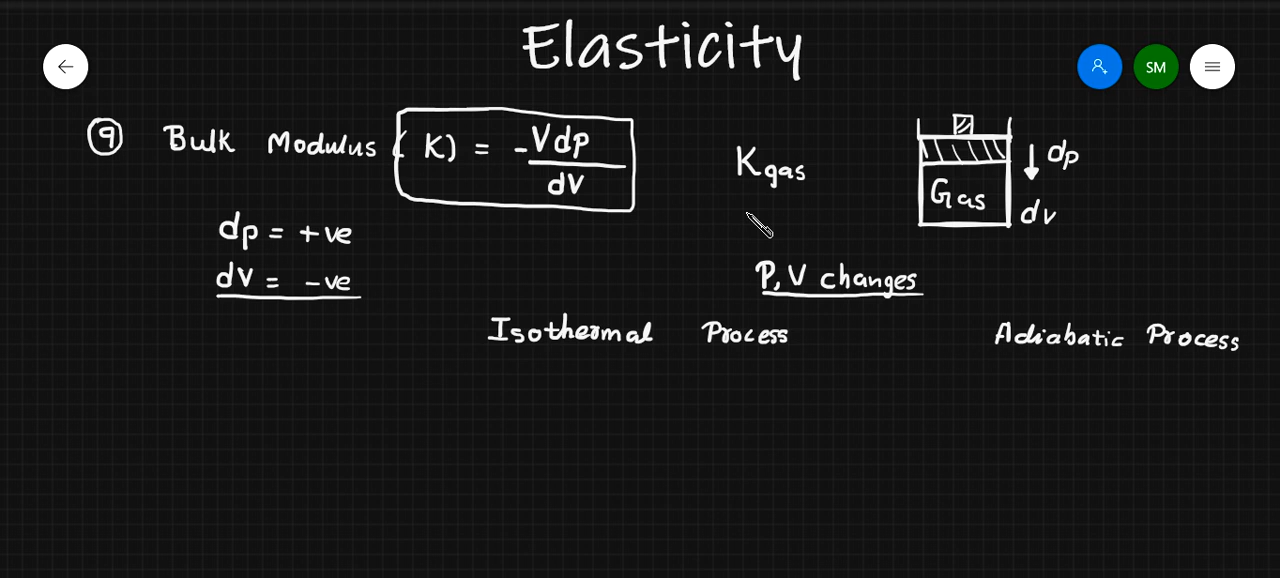 Elasticity
SM
9 Bulk Modulus (K) = -Vdp/dV
Kgas
dp
Gas
dv
dp = +ve
dV = -ve
P, V changes
Isothermal Process
Adiabatic Process